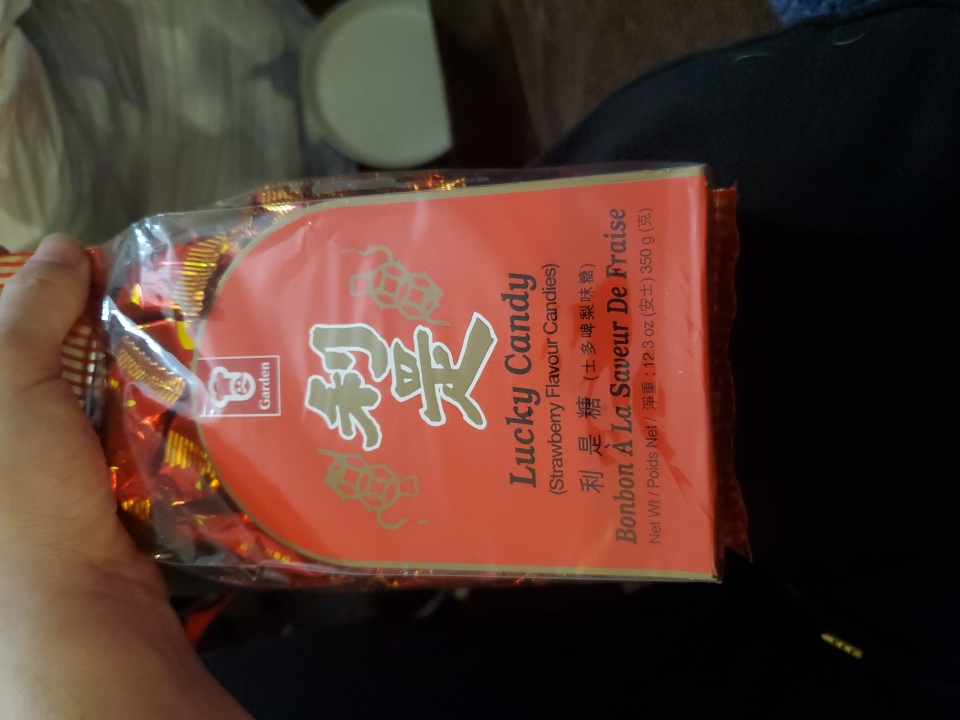 Garden
利是
Lucky Candy
(Strawberry Flavour Candies)
利是糖 (士多啤梨味糖)
Bonbon À La Saveur De Fraise
Net Wt / Poids Net / 淨重 : 12.3 oz (安士) 350 g (克)